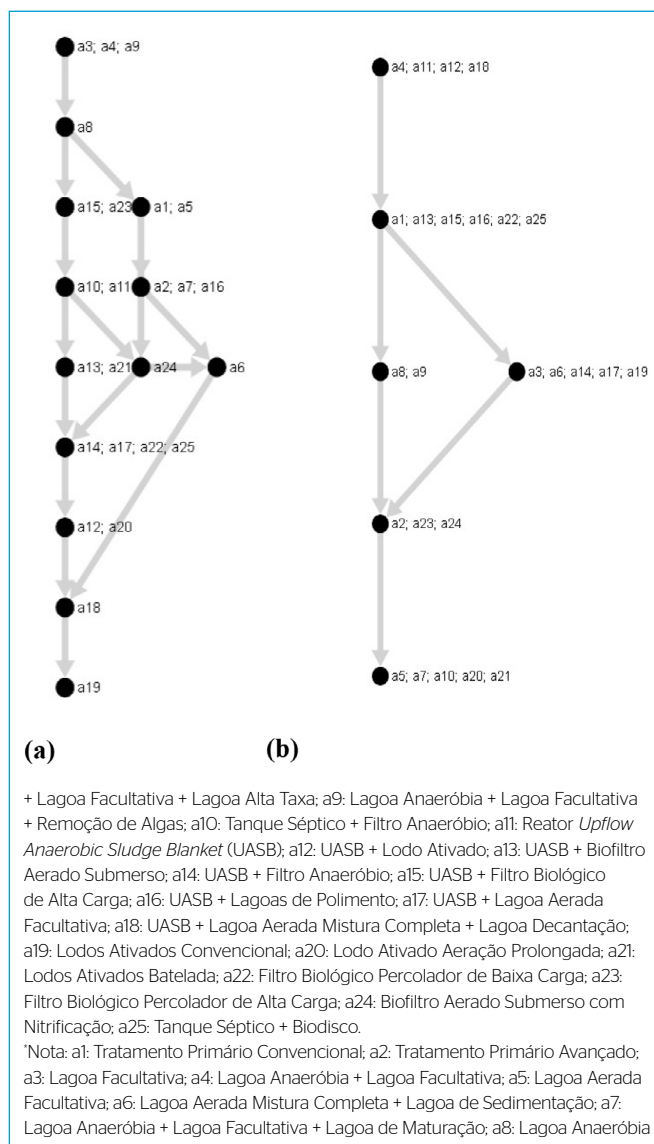 a3; a4; a9
a8
a15; a23
a1; a5
a10; a11
a2; a7; a16
a13; a21
a24
a6
a14; a17; a22; a25
a12; a20
a18
a19
(a)
a4; a11; a12; a18
a1; a13; a15; a16; a22; a25
a8; a9
a3; a6; a14; a17; a19
a2; a23; a24
a5; a7; a10; a20; a21
(b)
+ Lagoa Facultativa + Lagoa Alta Taxa; a9: Lagoa Anaeróbia + Lagoa Facultativa
+ Remoção de Algas; a10: Tanque Séptico + Filtro Anaeróbio; a11: Reator Upflow
Anaerobic Sludge Blanket (UASB); a12: UASB + Lodo Ativado; a13: UASB + Biofiltro
Aerado Submerso; a14: UASB + Filtro Anaeróbio; a15: UASB + Filtro Biológico
de Alta Carga; a16: UASB + Lagoas de Polimento; a17: UASB + Lagoa Aerada
Facultativa; a18: UASB + Lagoa Aerada Mistura Completa + Lagoa Decantação;
a19: Lodos Ativados Convencional; a20: Lodo Ativado Aeração Prolongada; a21:
Lodos Ativados Batelada; a22: Filtro Biológico Percolador de Baixa Carga; a23:
Filtro Biológico Percolador de Alta Carga; a24: Biofiltro Aerado Submerso com
Nitrificação; a25: Tanque Séptico + Biodisco.
*Nota: a1: Tratamento Primário Convencional; a2: Tratamento Primário Avançado;
a3: Lagoa Facultativa; a4: Lagoa Anaeróbia + Lagoa Facultativa; a5: Lagoa Aerada
Facultativa; a6: Lagoa Aerada Mistura Completa + Lagoa de Sedimentação; a7:
Lagoa Anaeróbia + Lagoa Facultativa + Lagoa de Maturação; a8: Lagoa Anaeróbia